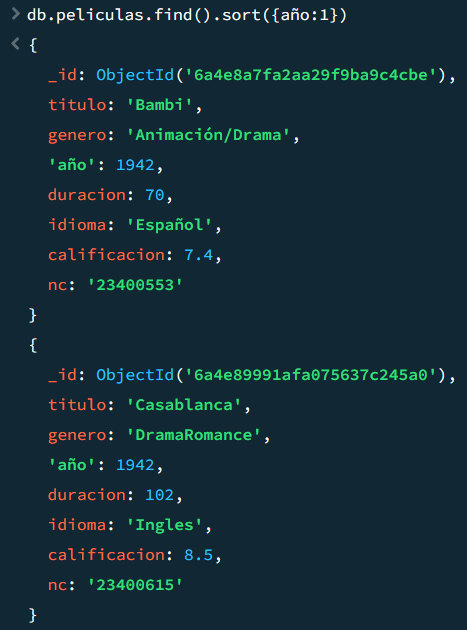 > db.peliculas.find().sort({año:1})
< {
_id: ObjectId('6a4e8a7fa2aa29f9ba9c4cbe'),
titulo: 'Bambi',
genero: 'Animación/Drama',
'año': 1942,
duracion: 70,
idioma: 'Español',
calificacion: 7.4,
nc: '23400553'
}
{
_id: ObjectId('6a4e89991afa075637c245a0'),
titulo: 'Casablanca',
genero: 'DramaRomance',
'año': 1942,
duracion: 102,
idioma: 'Ingles',
calificacion: 8.5,
nc: '23400615'
}